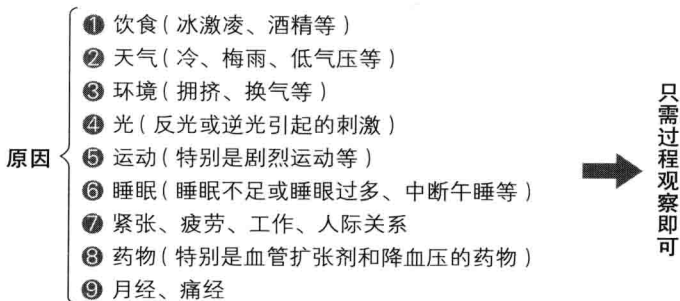 原因
❶ 饮食（冰激凌、酒精等）
❷ 天气（冷、梅雨、低气压等）
❸ 环境（拥挤、换气等）
❹ 光（反光或逆光引起的刺激）
❺ 运动（特别是剧烈运动等）
❻ 睡眠（睡眠不足或睡眼过多、中断午睡等）
❼ 紧张、疲劳、工作、人际关系
❽ 药物（特别是血管扩张剂和降血压的药物）
❾ 月经、痛经
只需过程观察即可